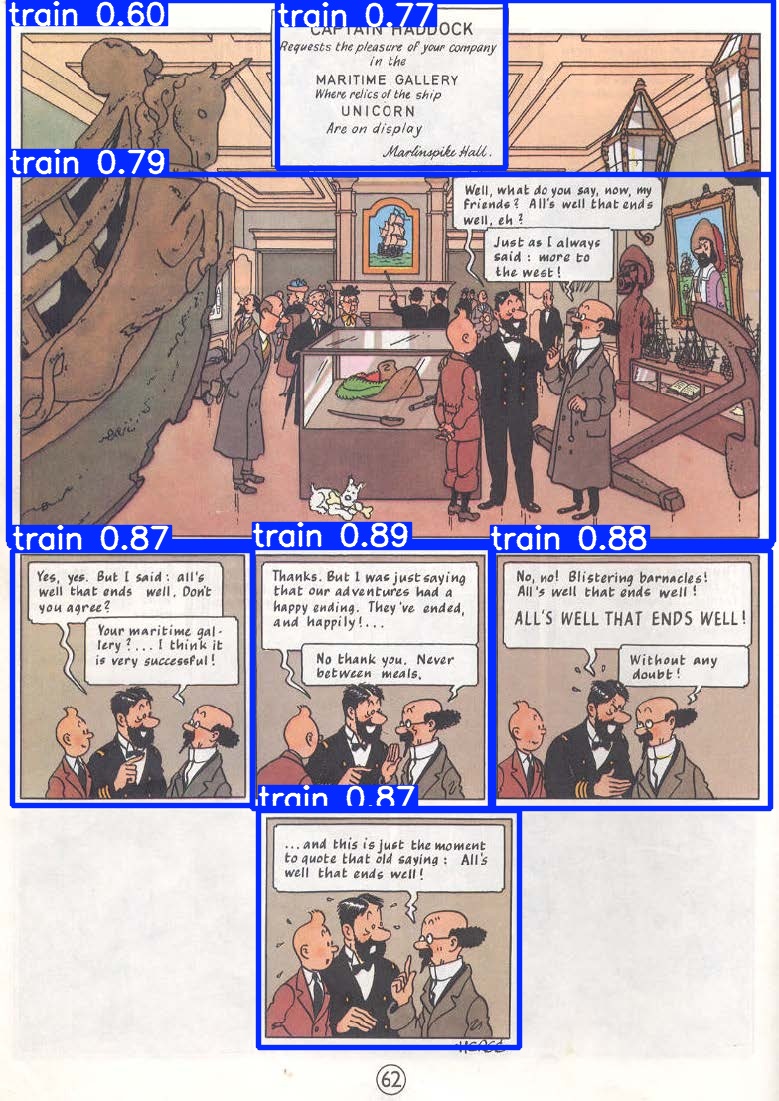 train 0.60
train 0.77
CAPTAIN HADDOCK
Requests the pleasure of your company
in the
MARITIME GALLERY
Where relics of the ship
UNICORN
Are on display
Marlinspike Hall.
train 0.79
Well, what do you say, now, my
friends? All's well that ends
well, eh?
Just as I always
said : more to
the west!
train 0.87
Yes, yes. But I said : all's
well that ends well. Don't
you agree?
Your maritime gal-
lery ?... I think it
is very successful!
train 0.89
Thanks. But I was just saying
that our adventures had a
happy ending. They've ended,
and happily!...
No thank you. Never
between meals.
train 0.88
No, no! Blistering barnacles!
All's well that ends well!
ALL'S WELL THAT ENDS WELL!
Without any
doubt!
train 0.87
...and this is just the moment
to quote that old saying : All's
well that ends well!
HERGÉ
62